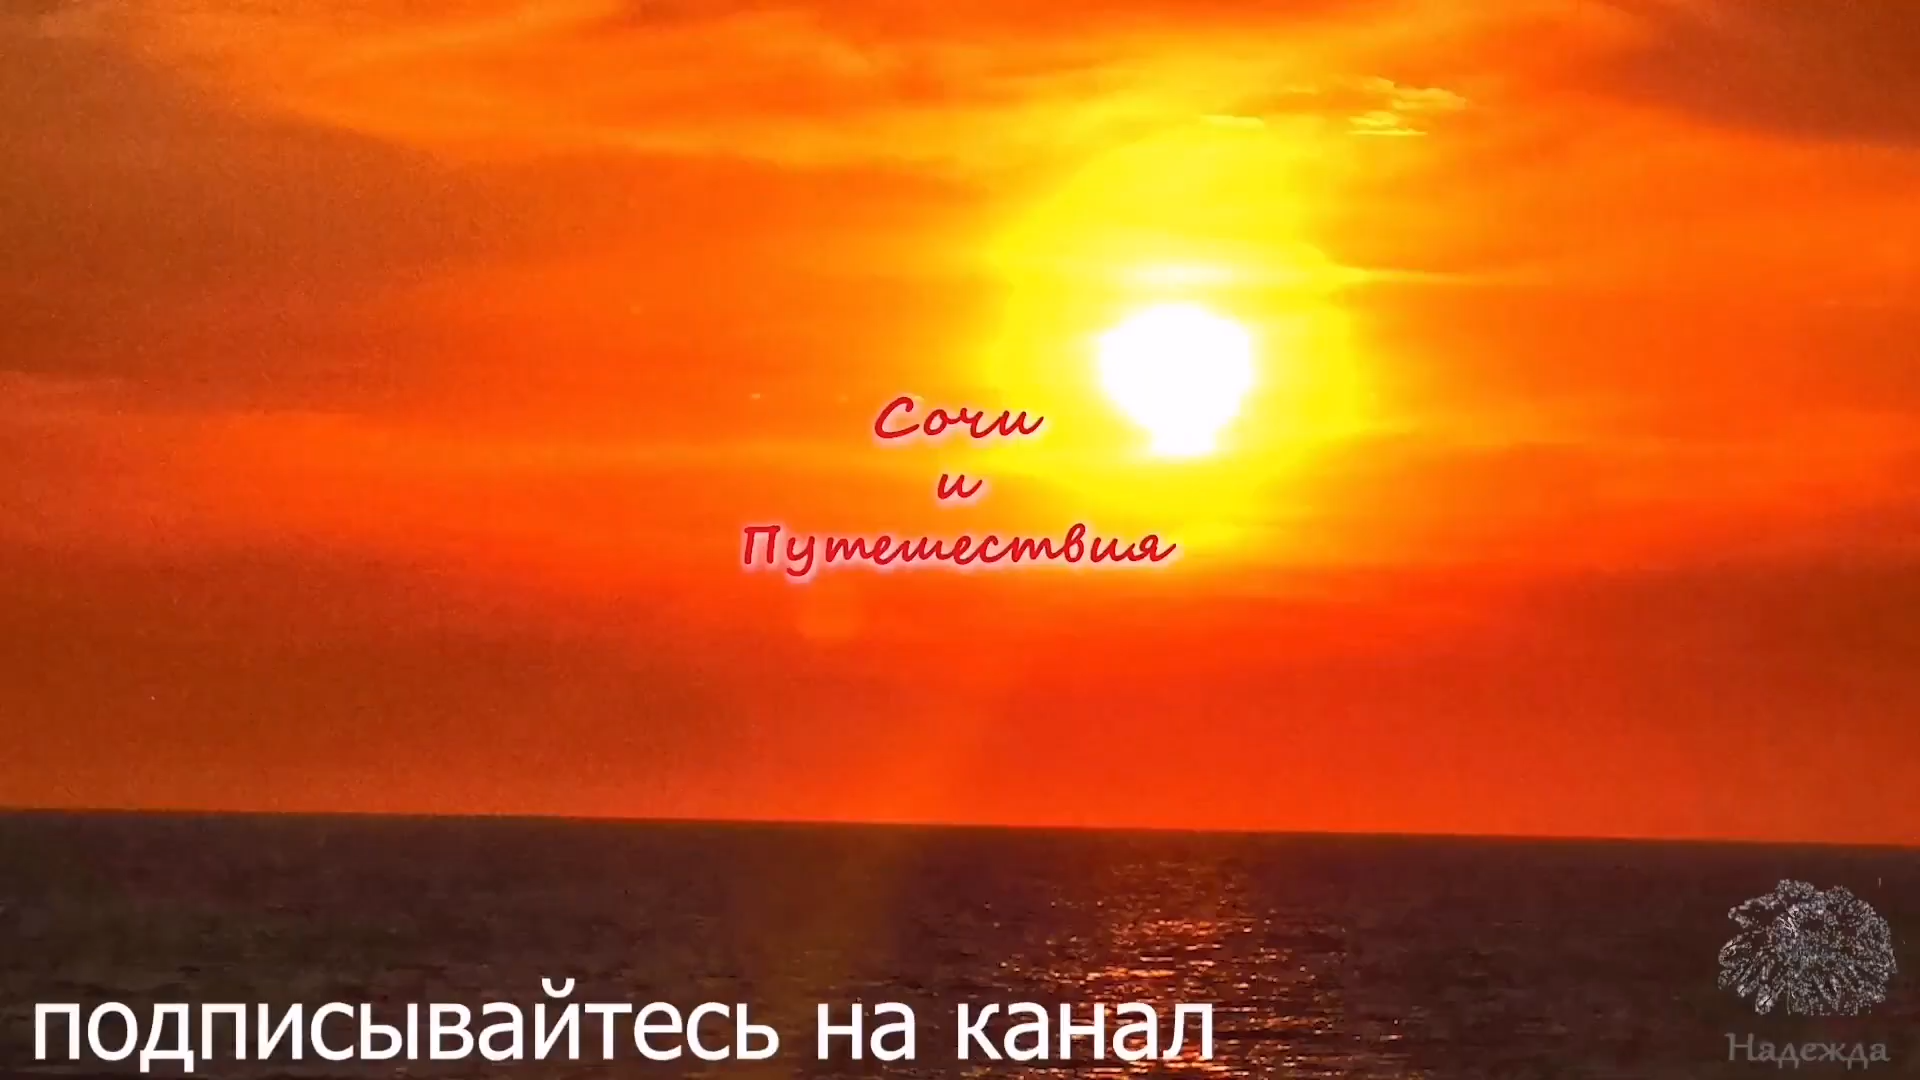 Сочи
и
Путешествия
подписывайтесь на канал
Надежда